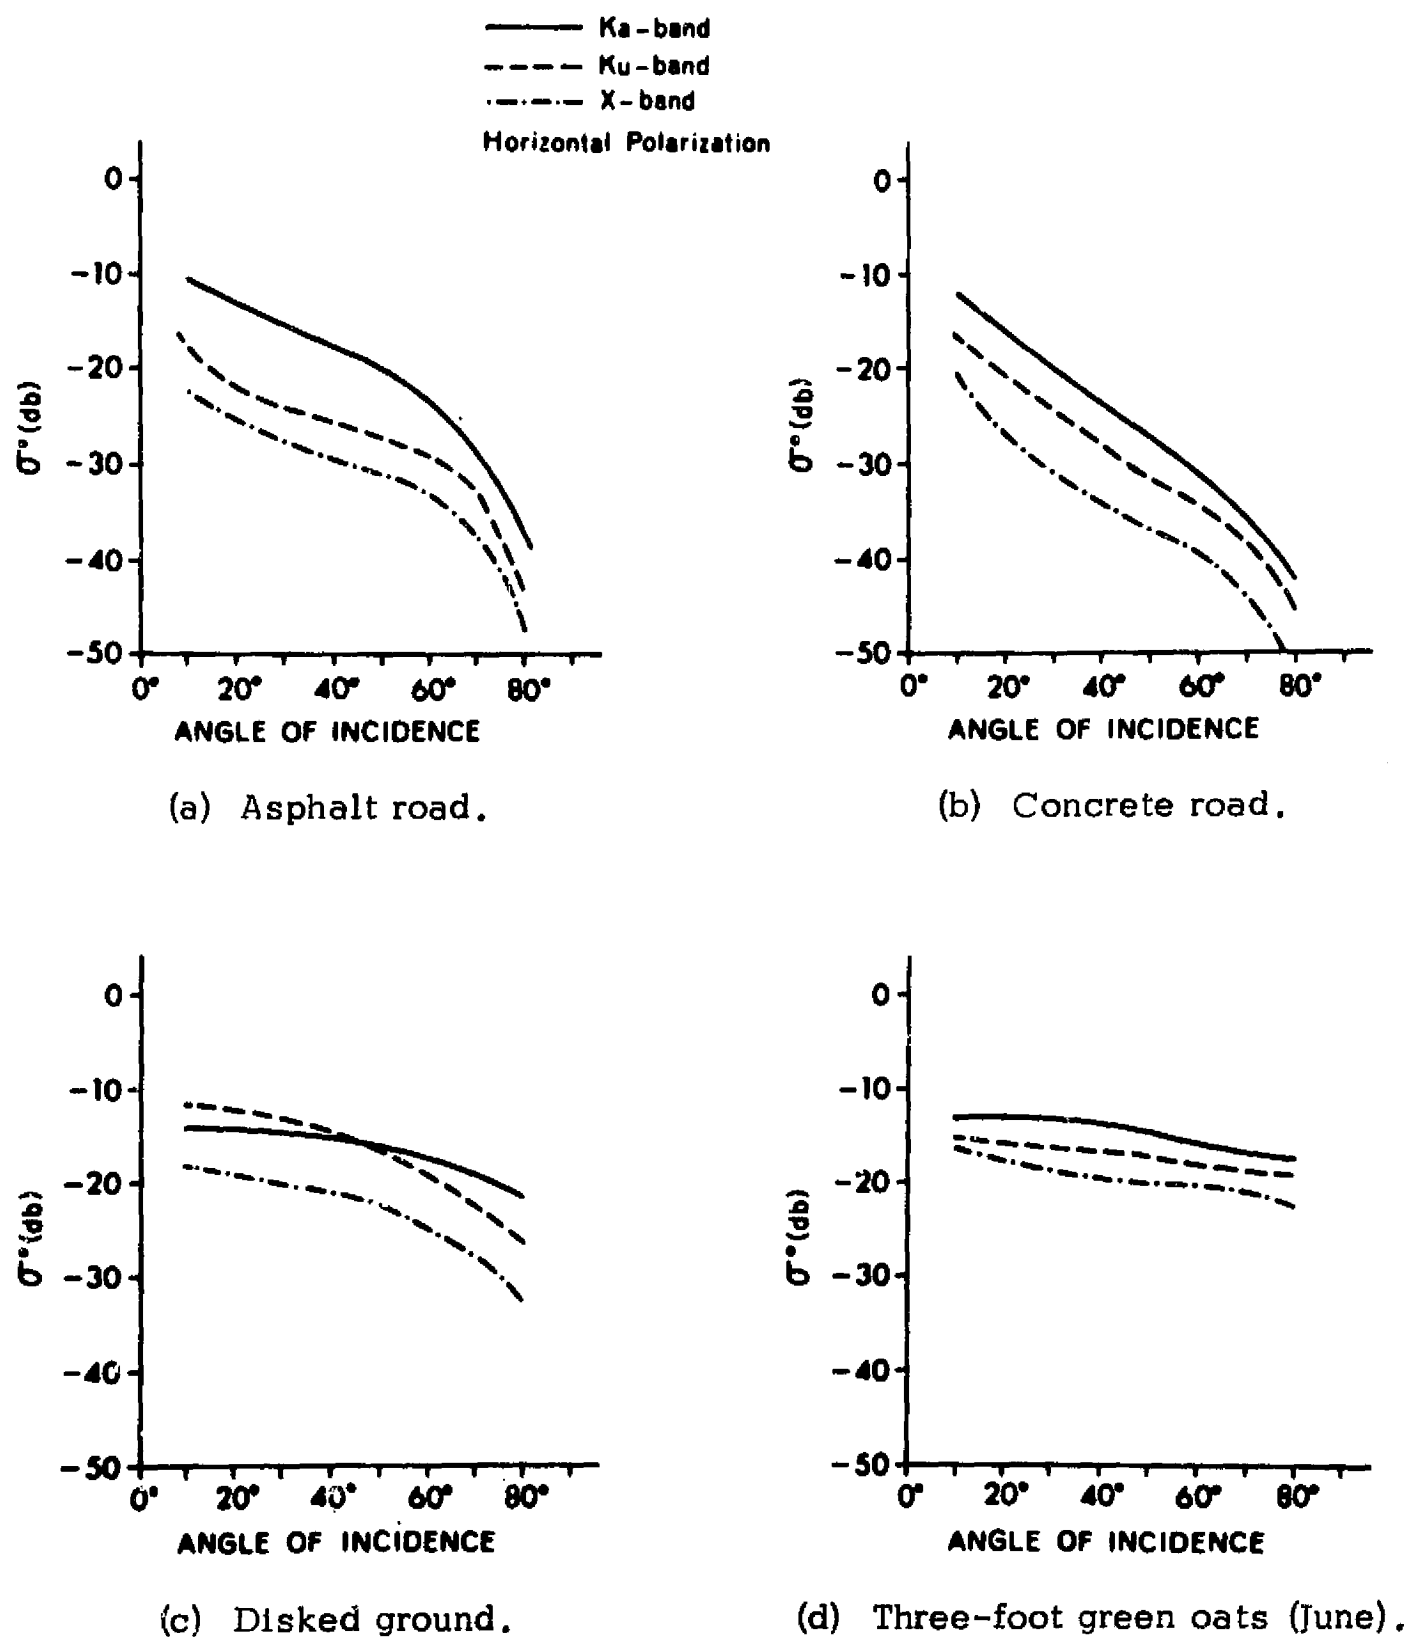 Ka-band
Ku-band
X-band
Horizontal Polarization
0
-10
-20
-30
-40
-50
σ°(db)
0° 20° 40° 60° 80°
ANGLE OF INCIDENCE
(a) Asphalt road.
0
-10
-20
-30
-40
-50
σ°(db)
0° 20° 40° 60° 80°
ANGLE OF INCIDENCE
(b) Concrete road.
0
-10
-20
-30
-40
-50
σ°(db)
0° 20° 40° 60° 80°
ANGLE OF INCIDENCE
(c) Disked ground.
0
-10
-20
-30
-40
-50
σ°(db)
0° 20° 40° 60° 80°
ANGLE OF INCIDENCE
(d) Three-foot green oats (June).